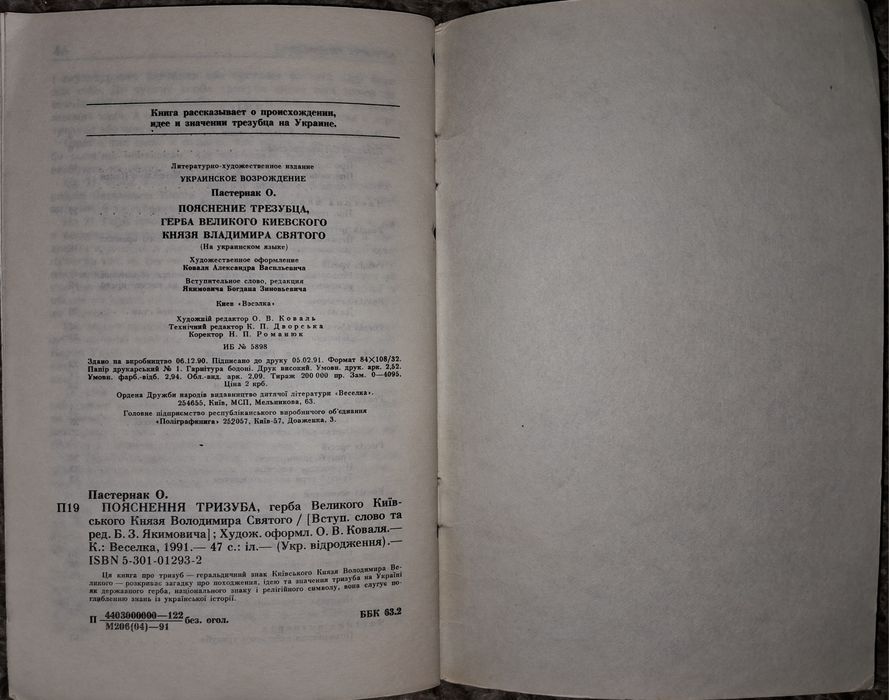 Книга рассказывает о происхождении,
идее и значении трезубца на Украине.
Литературно-художественное издание
УКРАИНСКОЕ ВОЗРОЖДЕНИЕ
Пастернак О.
ПОЯСНЕНИЕ ТРЕЗУБЦА,
ГЕРБА ВЕЛИКОГО КИЕВСКОГО
КНЯЗЯ ВЛАДИМИРА СВЯТОГО
(На украинском языке)
Художественное оформление
Коваля Александра Васильевича
Вступительное слово, редакция
Якимовича Богдана Зиновьевича
Киев «Вэсэлка»
Художній редактор О. В. Коваль
Технічний редактор К. П. Дворська
Коректор Н. П. Романюк
ИБ № 5898
Здано на виробництво 06.12.90. Підписано до друку 05.02.91. Формат 84×108/32.
Папір друкарський № 1. Гарнітура бодоні. Друк високий. Умовн. друк. арк. 2,52.
Умовн. фарб.-відб. 2,94. Обл.-вид. арк. 2,09. Тираж 200 000 пр. Зам. 0—4095.
Ціна 2 крб.
Ордена Дружби народів видавництво дитячої літератури «Веселка».
254655, Київ, МСП, Мельникова, 63.
Головне підприємство республіканського виробничого об'єднання
«Поліграфкнига» 252057, Київ-57, Довженка, 3.
Пастернак О.
П19 ПОЯСНЕННЯ ТРИЗУБА, герба Великого Київ-
ського Князя Володимира Святого / [Вступ. слово та
ред. Б. З. Якимовича]; Худож. оформл. О. В. Коваля.—
К.: Веселка, 1991.— 47 с.: іл.— (Укр. відродження).—
ISBN 5-301-01293-2
Ця книга про тризуб — геральдичний знак Київського Князя Володимира Ве-
ликого — розкриває загадку про походження, ідею та значення тризуба на Україні
як державного герба, національного знаку і релігійного символу, вона слугує по-
глибленню знань із української історії.
П 4403000000—122 без. огол.
М206(04)—91
ББК 63.2